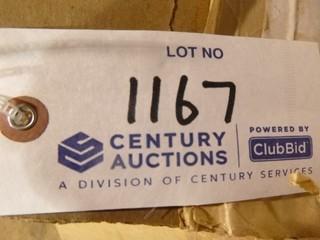 LOT NO
1167
CENTURY AUCTIONS
POWERED BY
ClubBid
A DIVISION OF CENTURY SERVICES